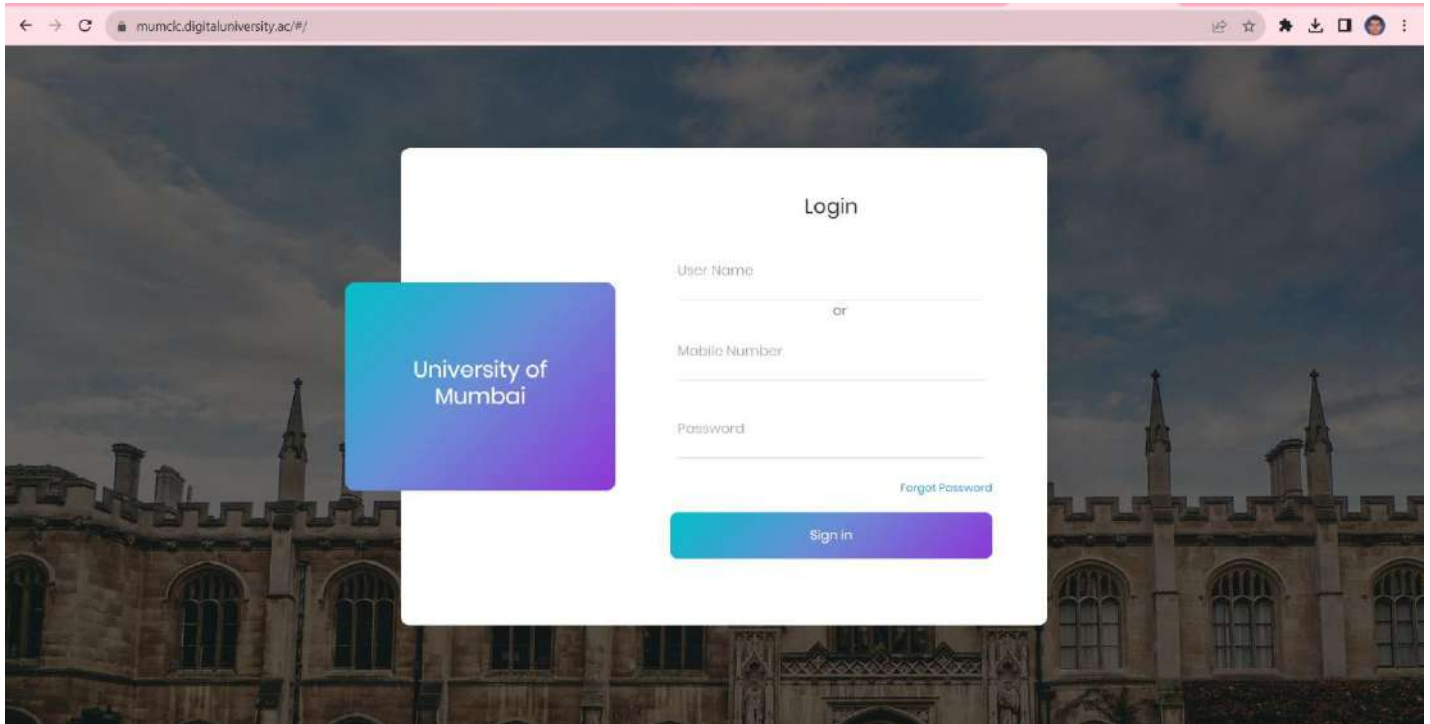 mumclc.digitaluniversity.ac/#/
Login
User Name
or
Mobile Number
Password
Forgot Password
Sign in
University of
Mumbai